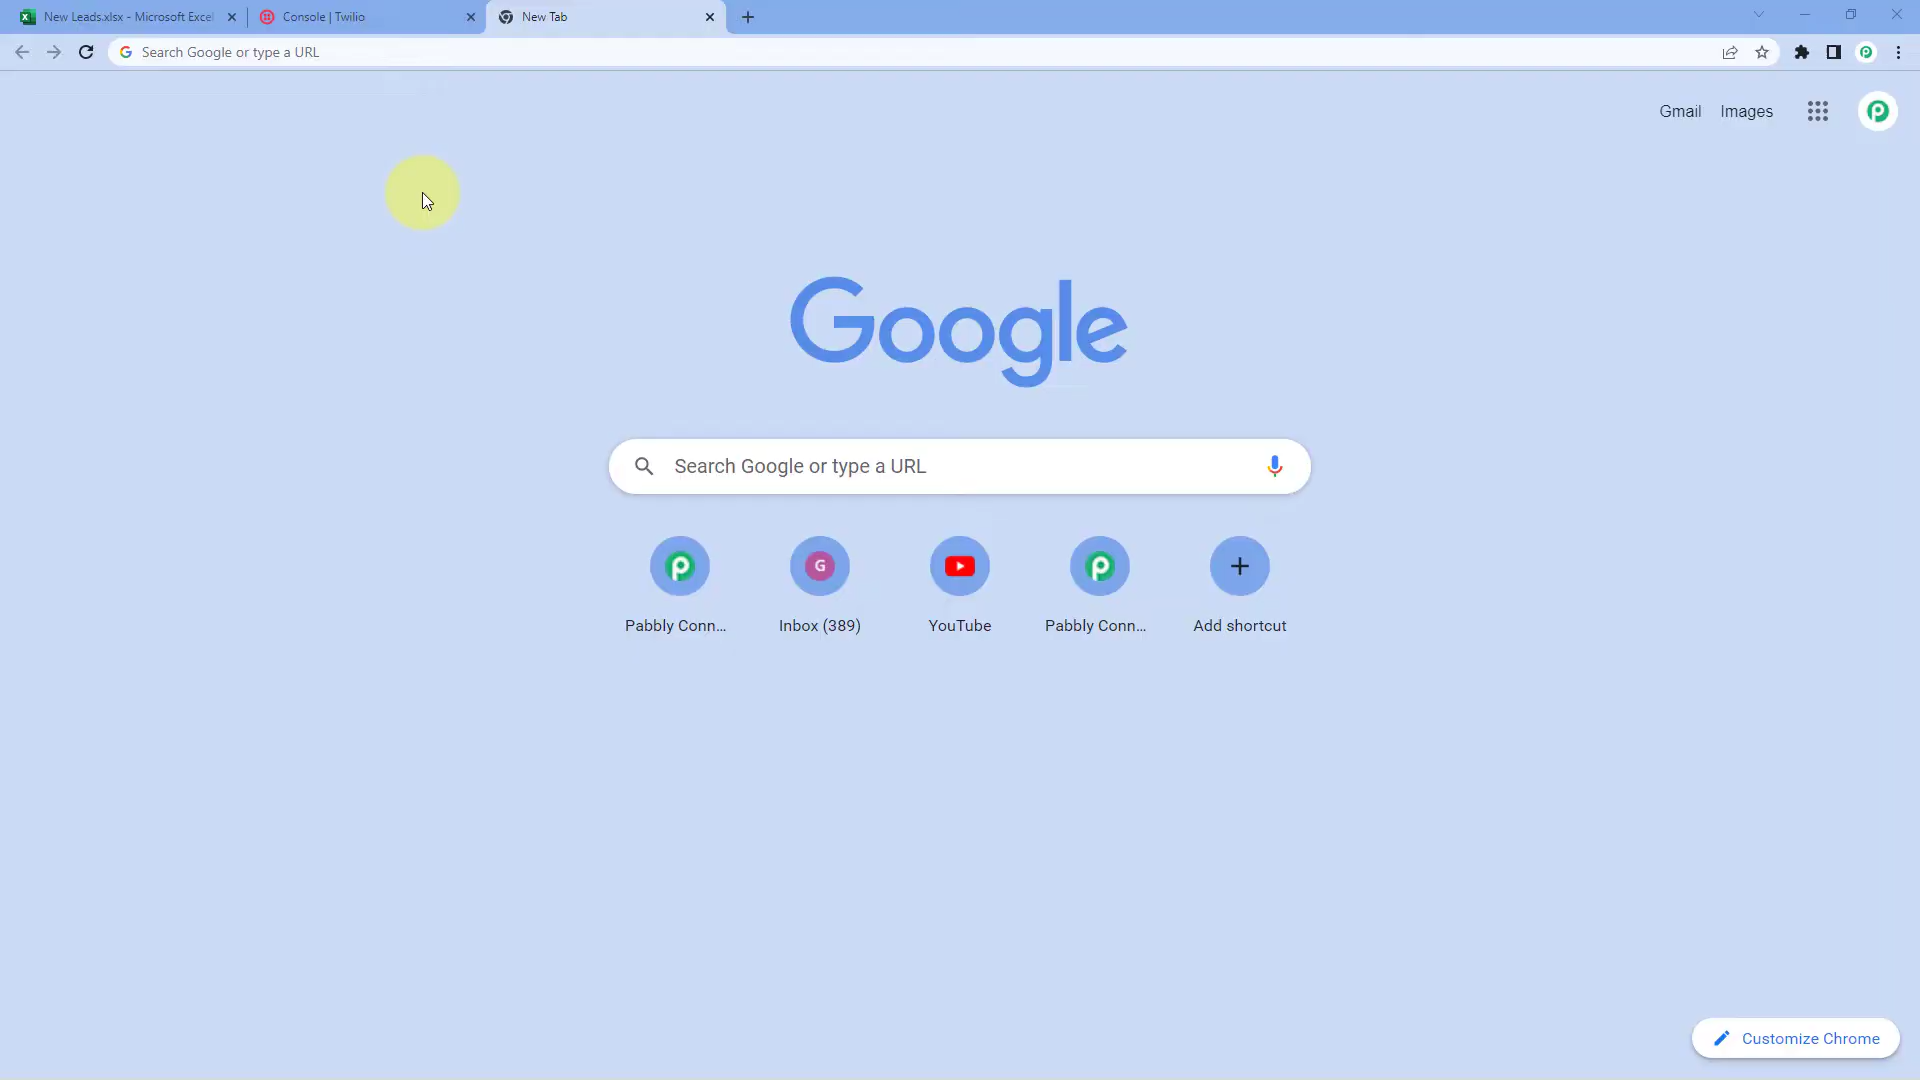 New Leads.xlsx - Microsoft Excel
Console | Twilio
New Tab
Search Google or type a URL
Gmail Images
Google
Search Google or type a URL
G
Pabbly Conn...
Inbox (389)
YouTube
Pabbly Conn...
Add shortcut
Customize Chrome